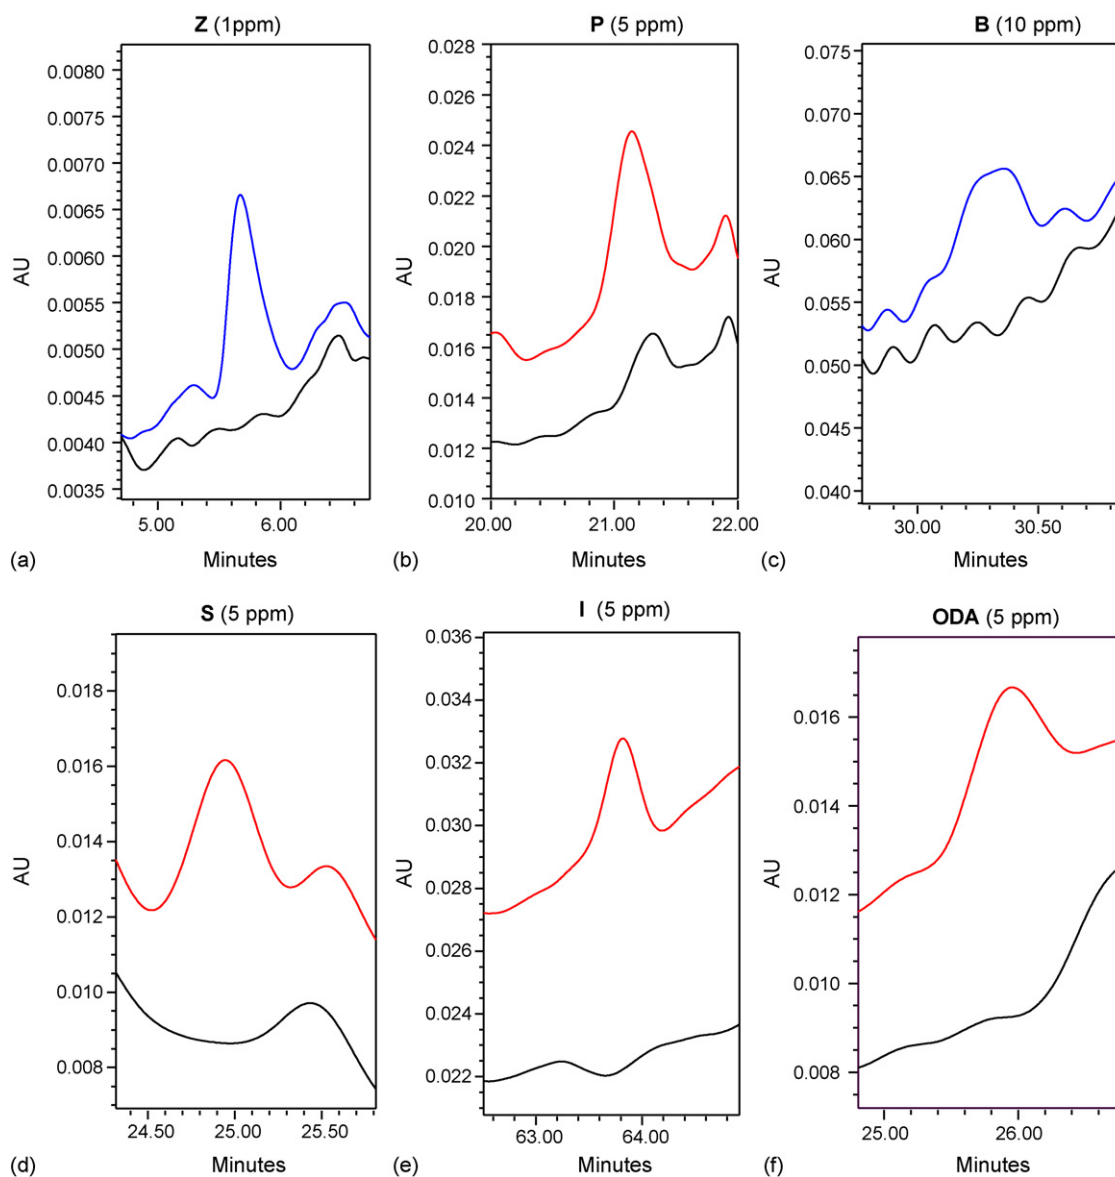 Z (1ppm)
0.0080
0.0075
0.0070
0.0065
0.0060
0.0055
0.0050
0.0045
0.0040
0.0035
AU
5.00 6.00
(a) Minutes
P (5 ppm)
0.028
0.026
0.024
0.022
0.020
0.018
0.016
0.014
0.012
0.010
AU
20.00 21.00 22.00
(b) Minutes
B (10 ppm)
0.075
0.070
0.065
0.060
0.055
0.050
0.045
0.040
AU
30.00 30.50
(c) Minutes
S (5 ppm)
0.018
0.016
0.014
0.012
0.010
0.008
AU
24.50 25.00 25.50
(d) Minutes
I (5 ppm)
0.036
0.034
0.032
0.030
0.028
0.026
0.024
0.022
AU
63.00 64.00
(e) Minutes
ODA (5 ppm)
0.016
0.014
0.012
0.010
0.008
AU
25.00 26.00
(f) Minutes